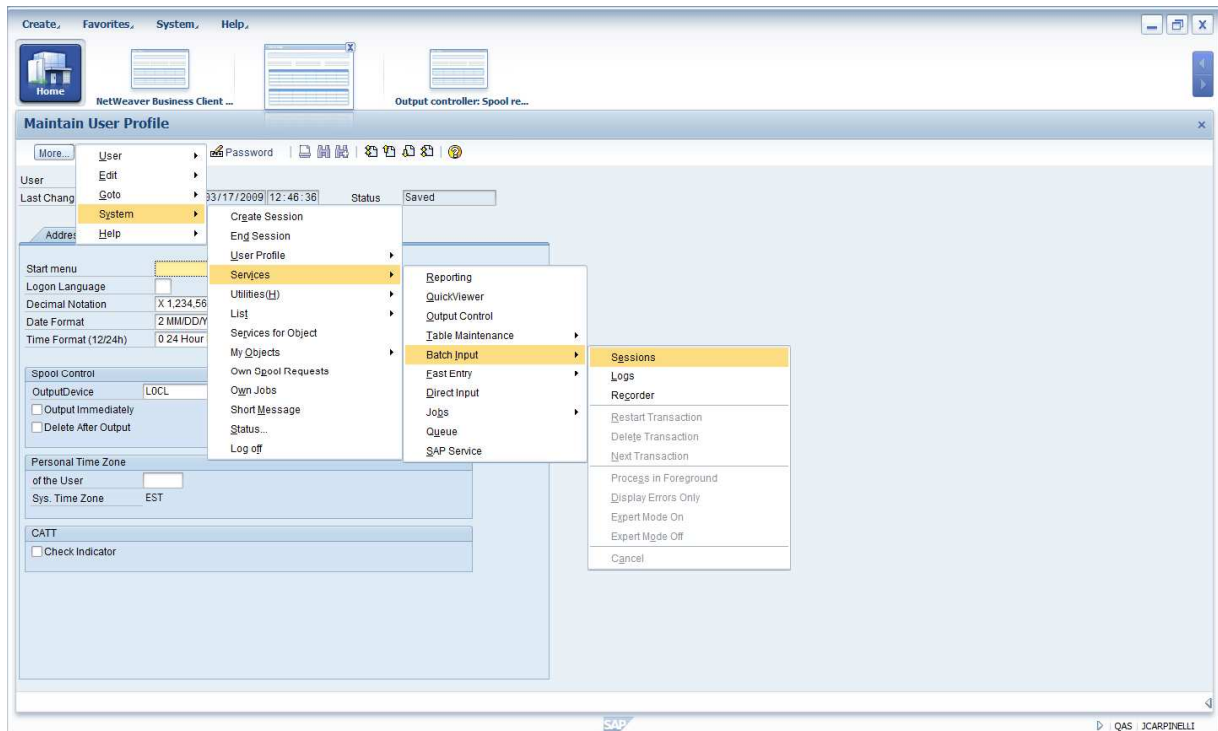 Create Favorites System Help
Home
NetWeaver Business Client ...
Output controller: Spool re...
Maintain User Profile
More... Password
User
Last Chang 03/17/2009 12:46:36 Status Saved
Addres
Start menu
Logon Language
Decimal Notation X 1,234,56
Date Format 2 MM/DD/Y
Time Format (12/24h) 0 24 Hour
Spool Control
OutputDevice LOCL
Output Immediately
Delete After Output
Personal Time Zone
of the User
Sys. Time Zone EST
CATT
Check Indicator
User
Edit
Goto
System
Help
Create Session
End Session
User Profile
Services
Utilities(H)
List
Services for Object
My Objects
Own Spool Requests
Own Jobs
Short Message
Status...
Log off
Reporting
QuickViewer
Output Control
Table Maintenance
Batch Input
Fast Entry
Direct Input
Jobs
Queue
SAP Service
Sessions
Logs
Recorder
Restart Transaction
Delete Transaction
Next Transaction
Process in Foreground
Display Errors Only
Expert Mode On
Expert Mode Off
Cancel
SAP
QAS JCARPINELLI